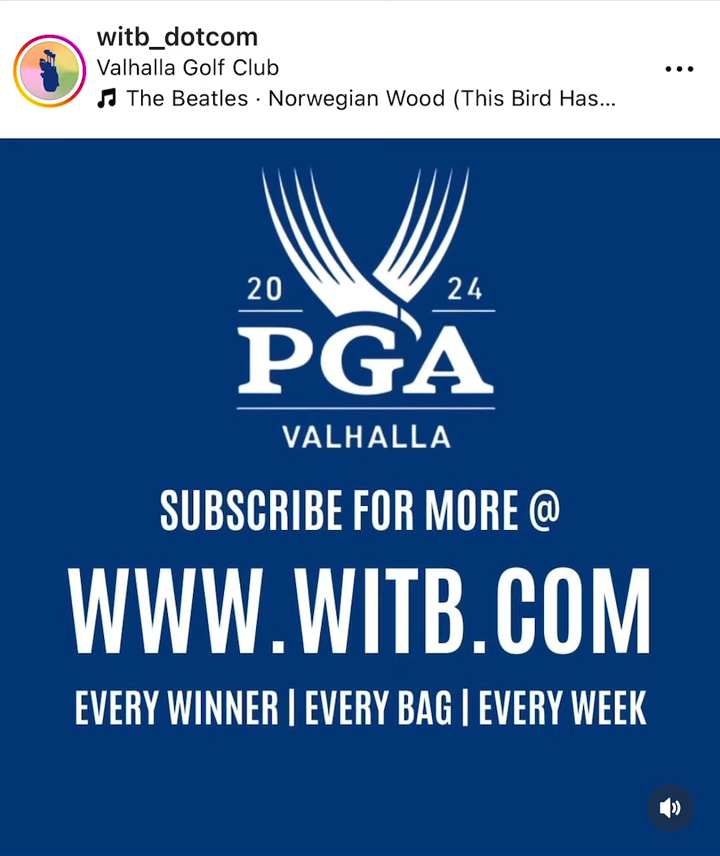 witb_dotcom
Valhalla Golf Club
The Beatles · Norwegian Wood (This Bird Has...
20 24
PGA
VALHALLA
SUBSCRIBE FOR MORE @
WWW.WITB.COM
EVERY WINNER | EVERY BAG | EVERY WEEK